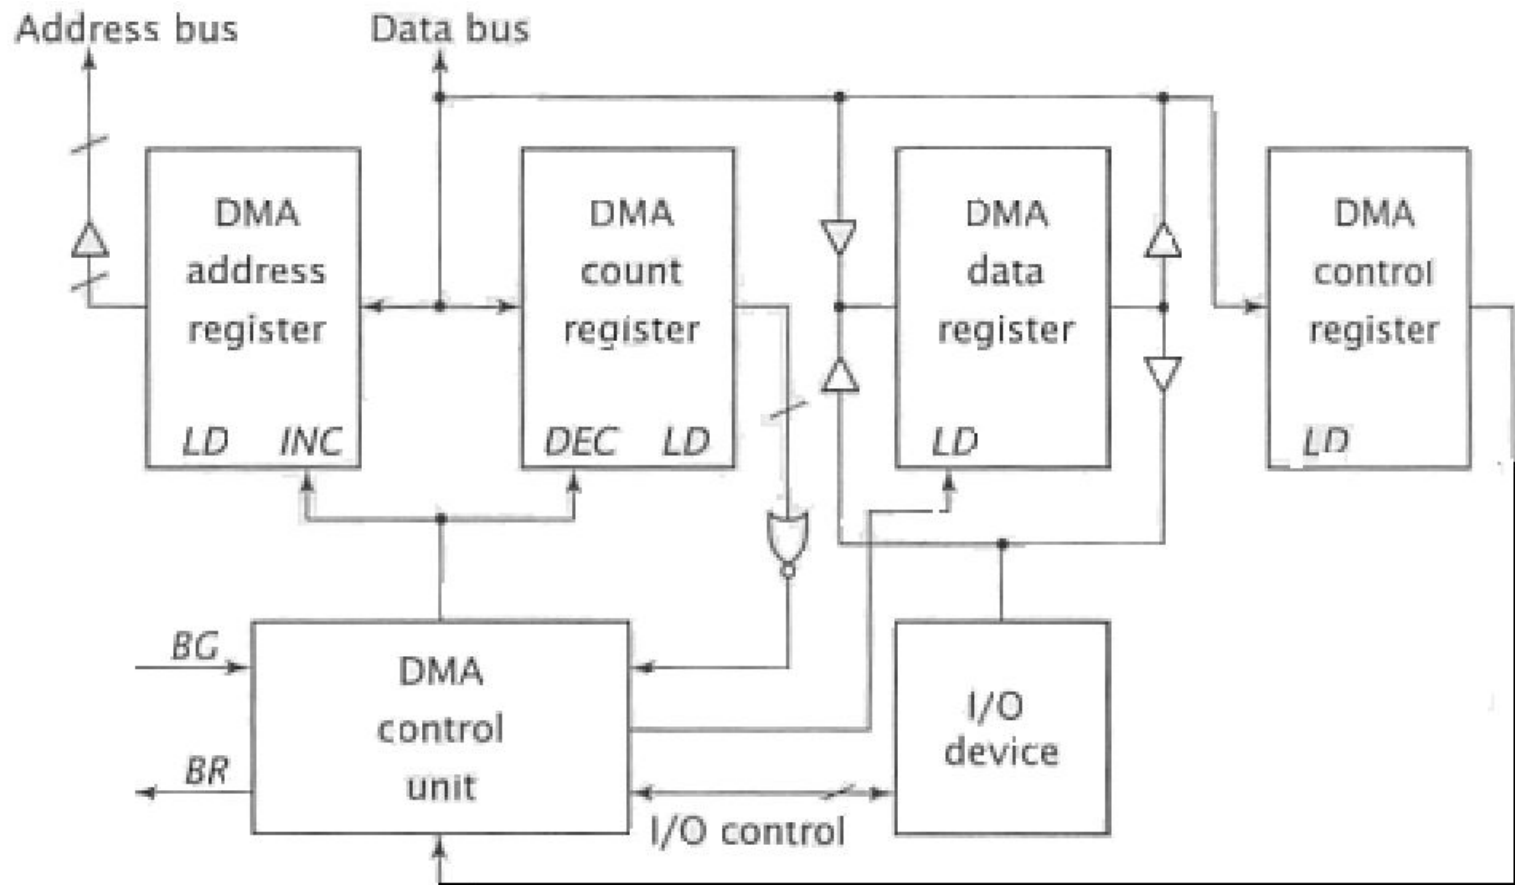 Address bus
Data bus
DMA
address
register
LD INC
DMA
count
register
DEC LD
DMA
data
register
LD
DMA
control
register
LD
BG
BR
DMA
control
unit
I/O control
I/O
device